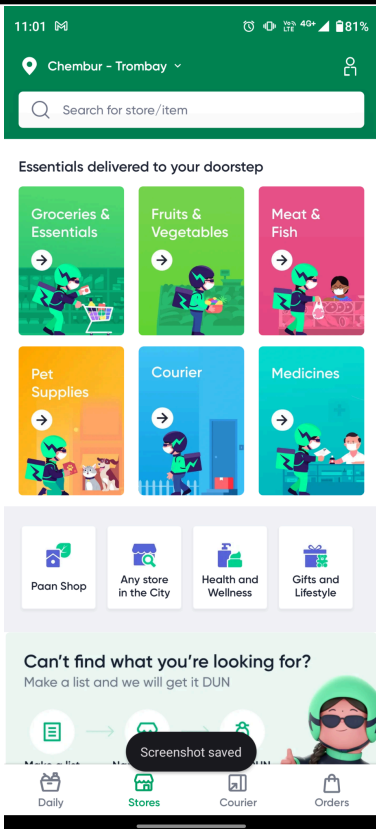 11:01
Vo))
LTE
4G+
81%
Chembur - Trombay
Search for store/item
Essentials delivered to your doorstep
Groceries &
Essentials
Fruits &
Vegetables
Meat &
Fish
Pet
Supplies
Courier
Medicines
Paan Shop
Any store
in the City
Health and
Wellness
Gifts and
Lifestyle
Can't find what you're looking for?
Make a list and we will get it DUN
Screenshot saved
Daily
Stores
Courier
Orders